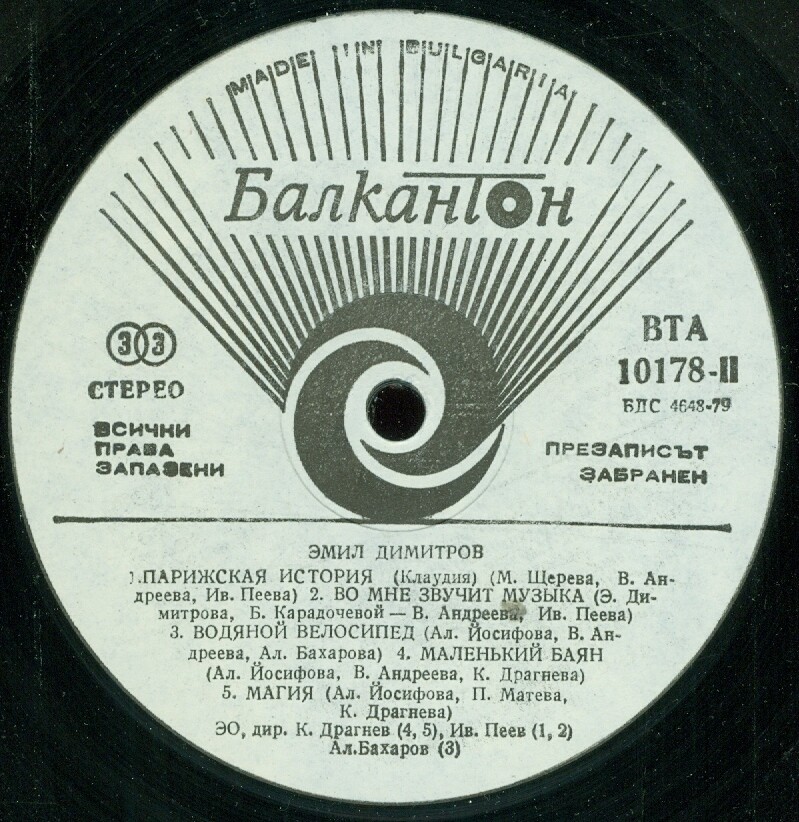 MADE IN BULGARIA
Балкантон
33
СТЕРЕО
ВСИЧКИ
ПРАВА
ЗАПАЗЕНИ
ВТА
10178-II
БДС 4648-79
ПРЕЗАПИСЪТ
ЗАБРАНЕН
ЭМИЛ ДИМИТРОВ
1.ПАРИЖСКАЯ ИСТОРИЯ (Клаудия) (М. Щерева, В. Ан-
дреева, Ив. Пеева) 2. ВО МНЕ ЗВУЧИТ МУЗЫКА (Э. Ди-
митрова, Б. Карадочевой — В. Андреева, Ив. Пеева)
3. ВОДЯНОЙ ВЕЛОСИПЕД (Ал. Йосифова, В. Ан-
дреева, Ал. Бахарова) 4. МАЛЕНЬКИЙ БАЯН
(Ал. Йосифова, В. Андреева, К. Драгнева)
5. МАГИЯ (Ал. Йосифова, П. Матева,
К. Драгнева)
ЭО, дир. К. Драгнев (4, 5), Ив. Пеев (1, 2)
Ал.Бахаров (3)